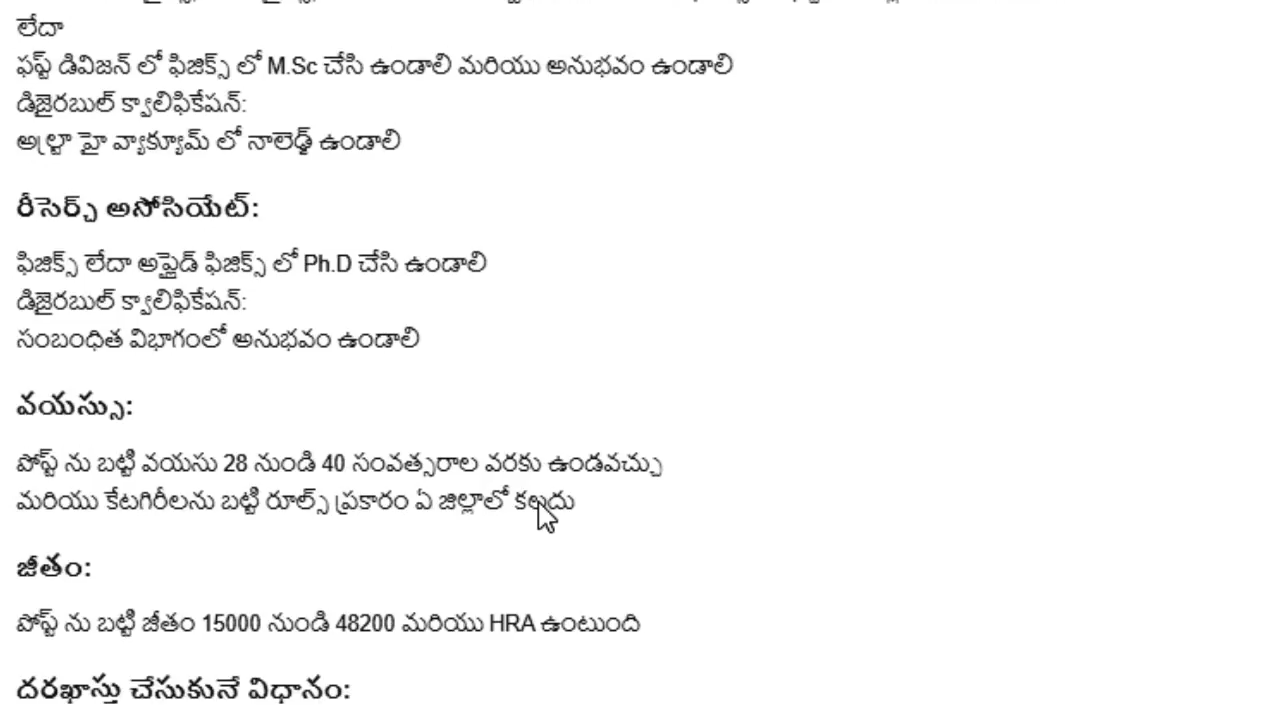 లేదా
ఫస్ట్ డివిజన్ లో ఫిజిక్స్ లో M.Sc చేసి ఉండాలి మరియు అనుభవం ఉండాలి
డిజైరబుల్ క్వాలిఫికేషన్:
అల్ట్రా హై వ్యాక్యూమ్ లో నాలెడ్జ్ ఉండాలి
రీసెర్చ్ అసోసియేట్:
ఫిజిక్స్ లేదా అప్లైడ్ ఫిజిక్స్ లో Ph.D చేసి ఉండాలి
డిజైరబుల్ క్వాలిఫికేషన్:
సంబంధిత విభాగంలో అనుభవం ఉండాలి
వయస్సు:
పోస్ట్ ను బట్టి వయసు 28 నుండి 40 సంవత్సరాల వరకు ఉండవచ్చు
మరియు కేటగిరీలను బట్టి రూల్స్ ప్రకారం ఏ జిల్లాలో కలదు
జీతం:
పోస్ట్ ను బట్టి జీతం 15000 నుండి 48200 మరియు HRA ఉంటుంది
దరఖాస్తు చేసుకునే విధానం: